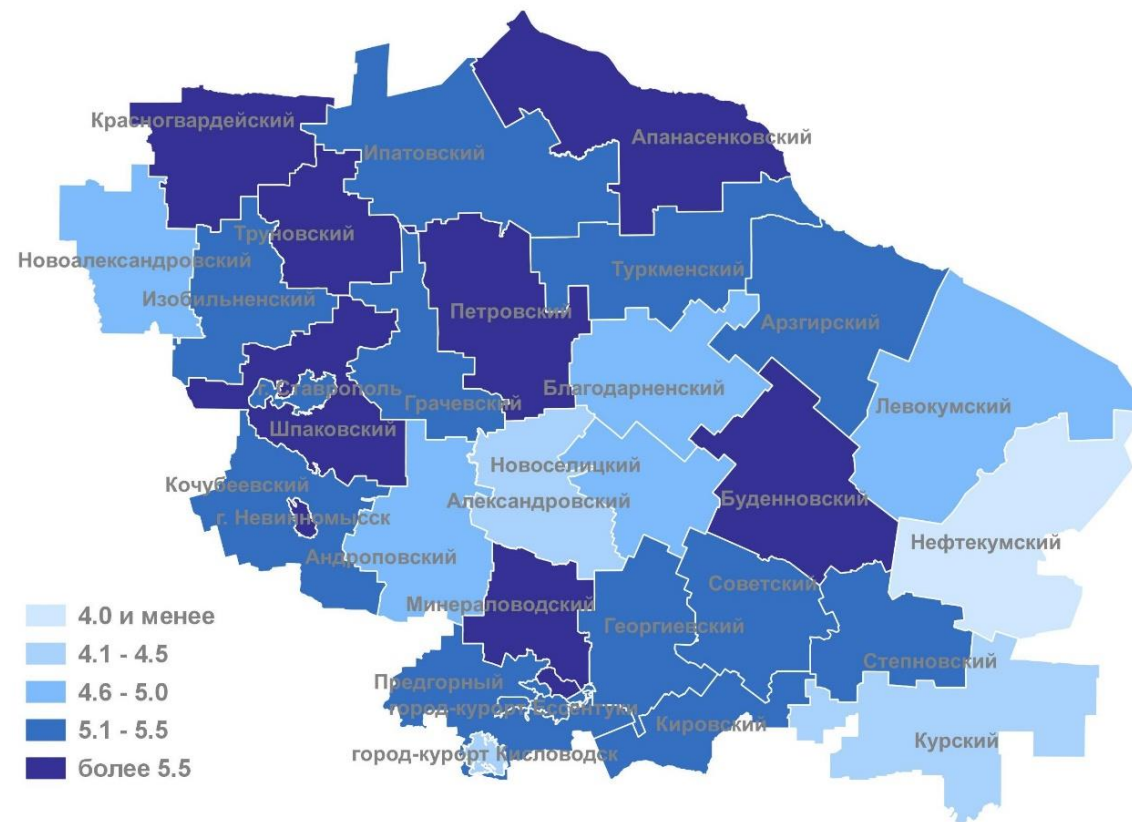 Красногвардейский
Апанасенковский
Ипатовский
Труновский
Новоалександровский
Туркменский
Изобильненский
Петровский
Арзгирский
г. Ставрополь
Благодарненский
Грачевский
Левокумский
Шпаковский
Новоселицкий
Кочубеевский
Александровский
Буденновский
г. Невинномысск
Нефтекумский
Андроповский
Советский
Минераловодский
Георгиевский
Степновский
Предгорный
город-курорт Ессентуки
Кировский
Курский
город-курорт Кисловодск
4.0 и менее
4.1 - 4.5
4.6 - 5.0
5.1 - 5.5
более 5.5